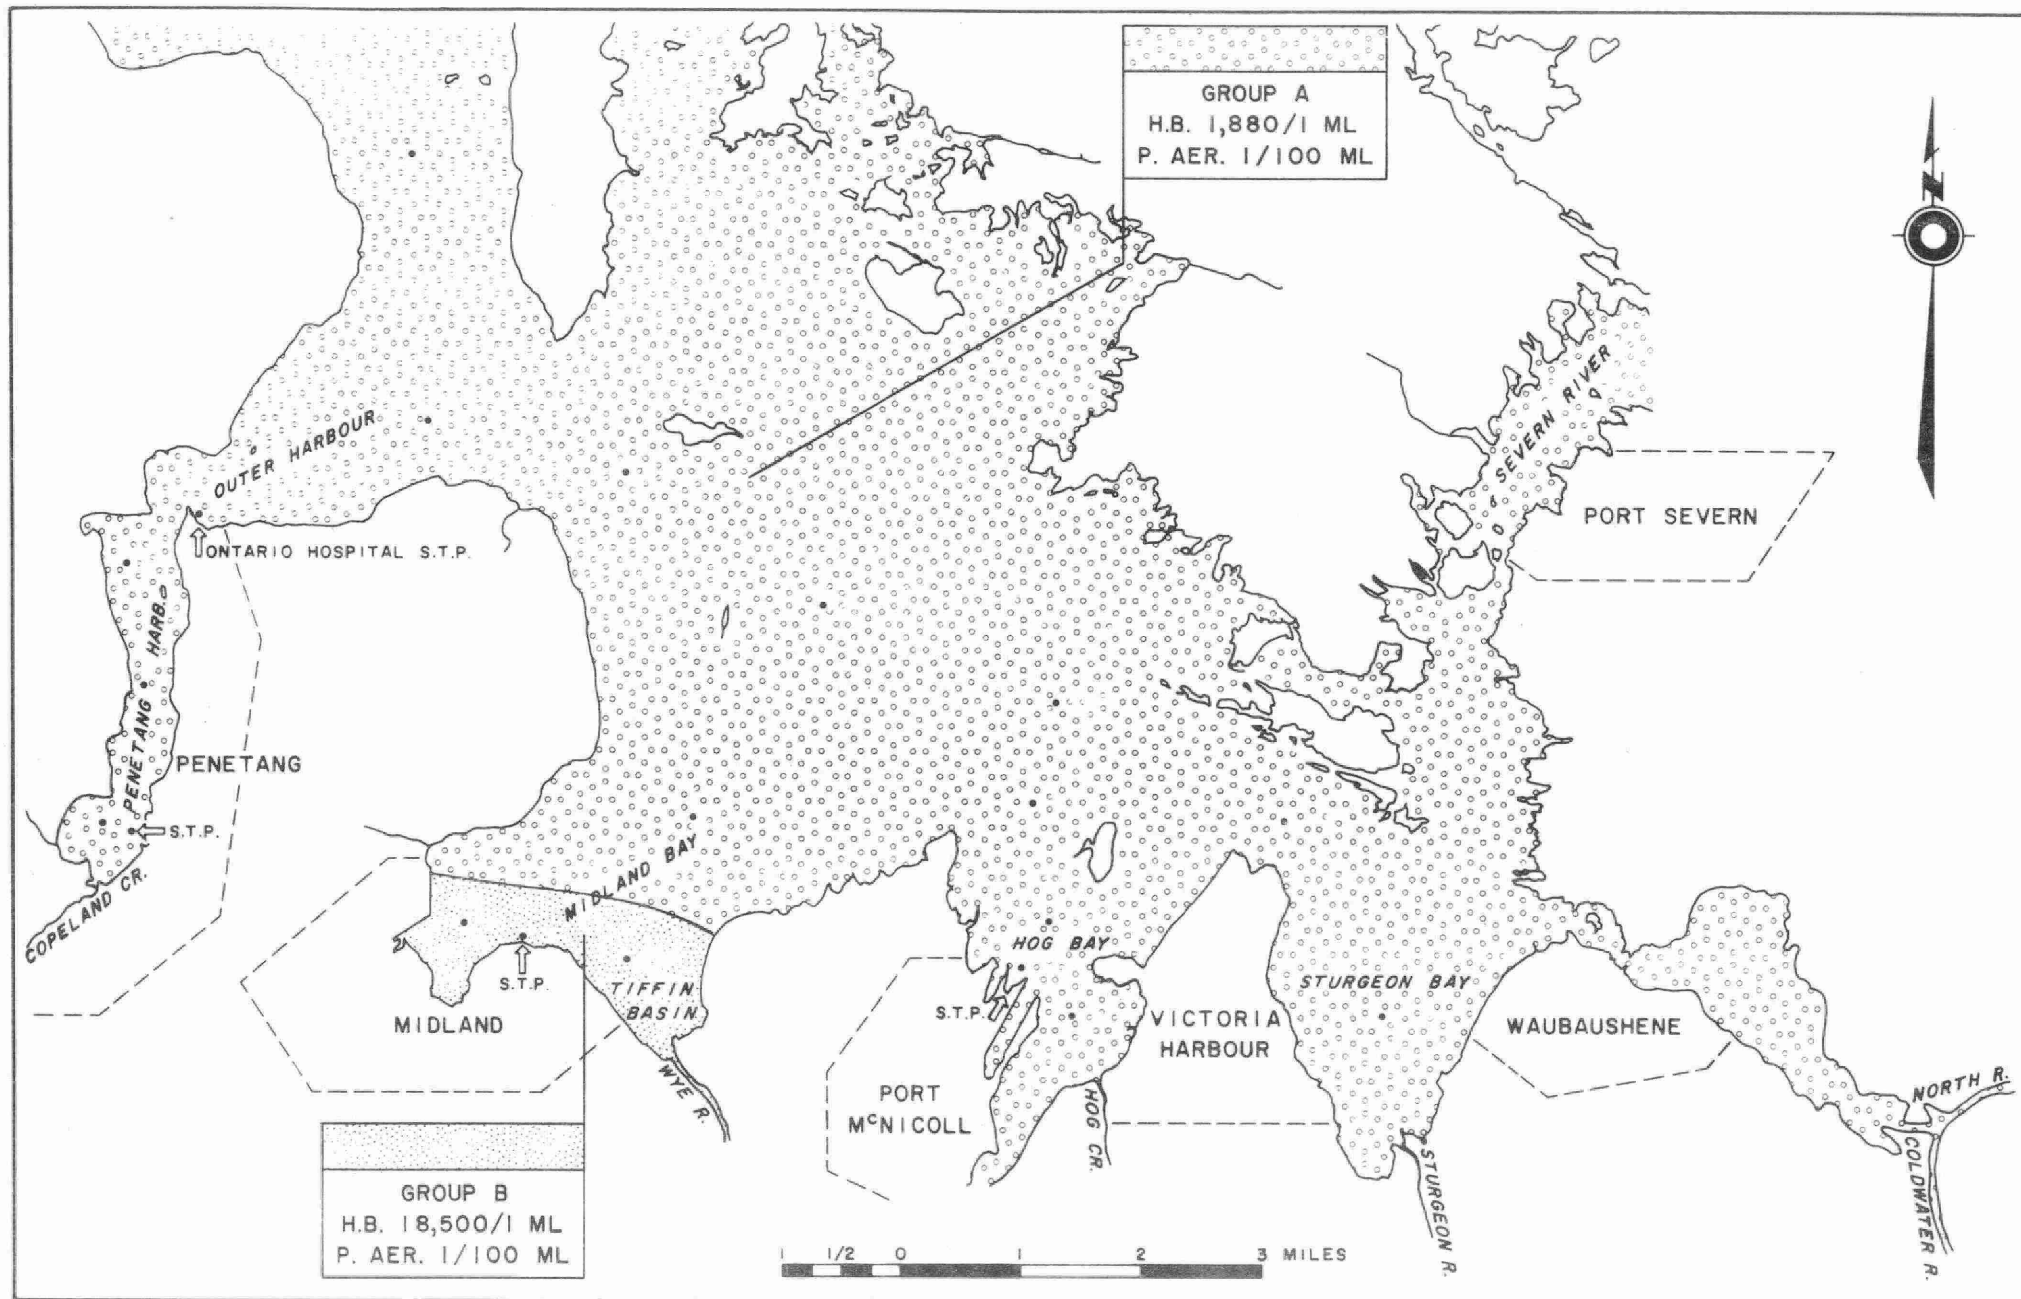 GROUP A
H.B. 1,880/1 ML
P. AER. 1/100 ML
N
SEVERN RIVER
OUTER HARBOUR
PORT SEVERN
ONTARIO HOSPITAL S.T.P.
PENETANG HARB.
PENETANG
S.T.P.
COPELAND CR.
MIDLAND BAY
HOG BAY
S.T.P.
TIFFIN
BASIN
STURGEON BAY
S.T.P.
MIDLAND
VICTORIA
HARBOUR
WAUBAUSHENE
WYE R.
PORT
McNICOLL
HOG CR.
NORTH R.
STURGEON R.
COLDWATER R.
GROUP B
H.B. 18,500/1 ML
P. AER. 1/100 ML
1 1/2 0 1 2 3 MILES